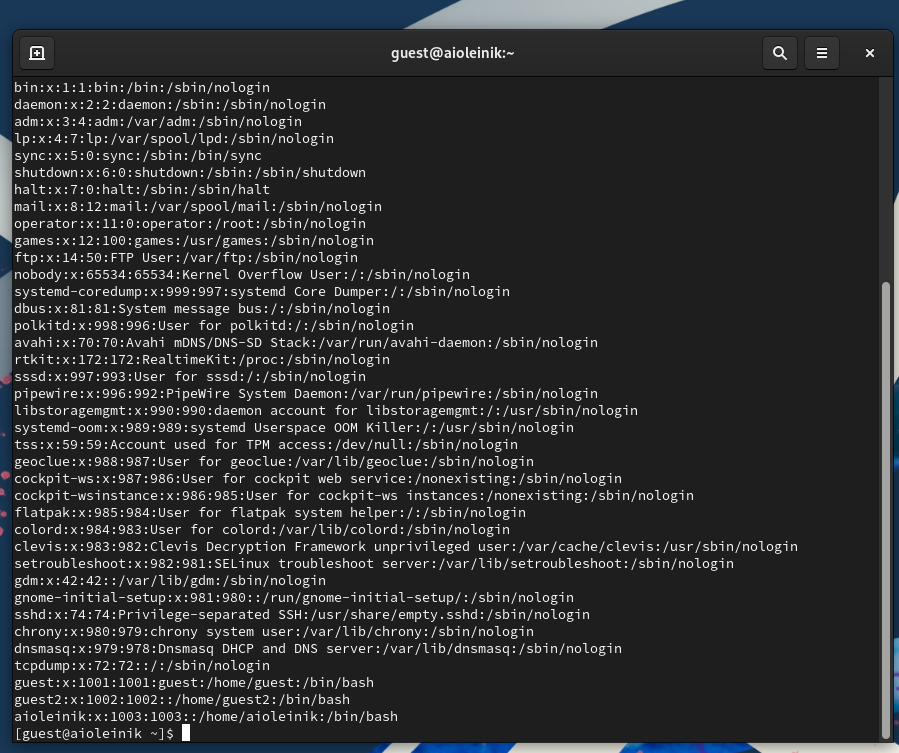 guest@aioleinik:~
bin:x:1:1:bin:/bin:/sbin/nologin
daemon:x:2:2:daemon:/sbin:/sbin/nologin
adm:x:3:4:adm:/var/adm:/sbin/nologin
lp:x:4:7:lp:/var/spool/lpd:/sbin/nologin
sync:x:5:0:sync:/sbin:/bin/sync
shutdown:x:6:0:shutdown:/sbin:/sbin/shutdown
halt:x:7:0:halt:/sbin:/sbin/halt
mail:x:8:12:mail:/var/spool/mail:/sbin/nologin
operator:x:11:0:operator:/root:/sbin/nologin
games:x:12:100:games:/usr/games:/sbin/nologin
ftp:x:14:50:FTP User:/var/ftp:/sbin/nologin
nobody:x:65534:65534:Kernel Overflow User:/:/sbin/nologin
systemd-coredump:x:999:997:systemd Core Dumper:/:/sbin/nologin
dbus:x:81:81:System message bus:/:/sbin/nologin
polkitd:x:998:996:User for polkitd:/:/sbin/nologin
avahi:x:70:70:Avahi mDNS/DNS-SD Stack:/var/run/avahi-daemon:/sbin/nologin
rtkit:x:172:172:RealtimeKit:/proc:/sbin/nologin
sssd:x:997:993:User for sssd:/:/sbin/nologin
pipewire:x:996:992:PipeWire System Daemon:/var/run/pipewire:/sbin/nologin
libstoragemgmt:x:990:990:daemon account for libstoragemgmt:/:/usr/sbin/nologin
systemd-oom:x:989:989:systemd Userspace OOM Killer:/:/usr/sbin/nologin
tss:x:59:59:Account used for TPM access:/dev/null:/sbin/nologin
geoclue:x:988:987:User for geoclue:/var/lib/geoclue:/sbin/nologin
cockpit-ws:x:987:986:User for cockpit web service:/nonexisting:/sbin/nologin
cockpit-wsinstance:x:986:985:User for cockpit-ws instances:/nonexisting:/sbin/nologin
flatpak:x:985:984:User for flatpak system helper:/:/sbin/nologin
colord:x:984:983:User for colord:/var/lib/colord:/sbin/nologin
clevis:x:983:982:Clevis Decryption Framework unprivileged user:/var/cache/clevis:/usr/sbin/nologin
setroubleshoot:x:982:981:SELinux troubleshoot server:/var/lib/setroubleshoot:/sbin/nologin
gdm:x:42:42::/var/lib/gdm:/sbin/nologin
gnome-initial-setup:x:981:980::/run/gnome-initial-setup/:/sbin/nologin
sshd:x:74:74:Privilege-separated SSH:/usr/share/empty.sshd:/sbin/nologin
chrony:x:980:979:chrony system user:/var/lib/chrony:/sbin/nologin
dnsmasq:x:979:978:Dnsmasq DHCP and DNS server:/var/lib/dnsmasq:/sbin/nologin
tcpdump:x:72:72::/:/sbin/nologin
guest:x:1001:1001:guest:/home/guest:/bin/bash
guest2:x:1002:1002::/home/guest2:/bin/bash
aioleinik:x:1003:1003::/home/aioleinik:/bin/bash
[guest@aioleinik ~]$